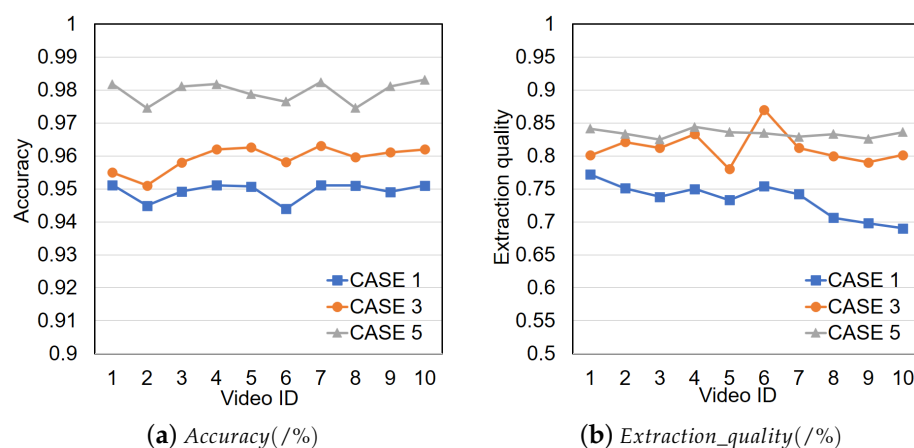 1
0.99
0.98
0.97
0.96
0.95
0.94
0.93
0.92
0.91
0.9
Accuracy
CASE 1
CASE 3
CASE 5
1 2 3 4 5 6 7 8 9 10
Video ID
(a) Accuracy(/%)
1
0.95
0.9
0.85
0.8
0.75
0.7
0.65
0.6
0.55
0.5
Extraction quality
CASE 1
CASE 3
CASE 5
1 2 3 4 5 6 7 8 9 10
Video ID
(b) Extraction_quality(/%)